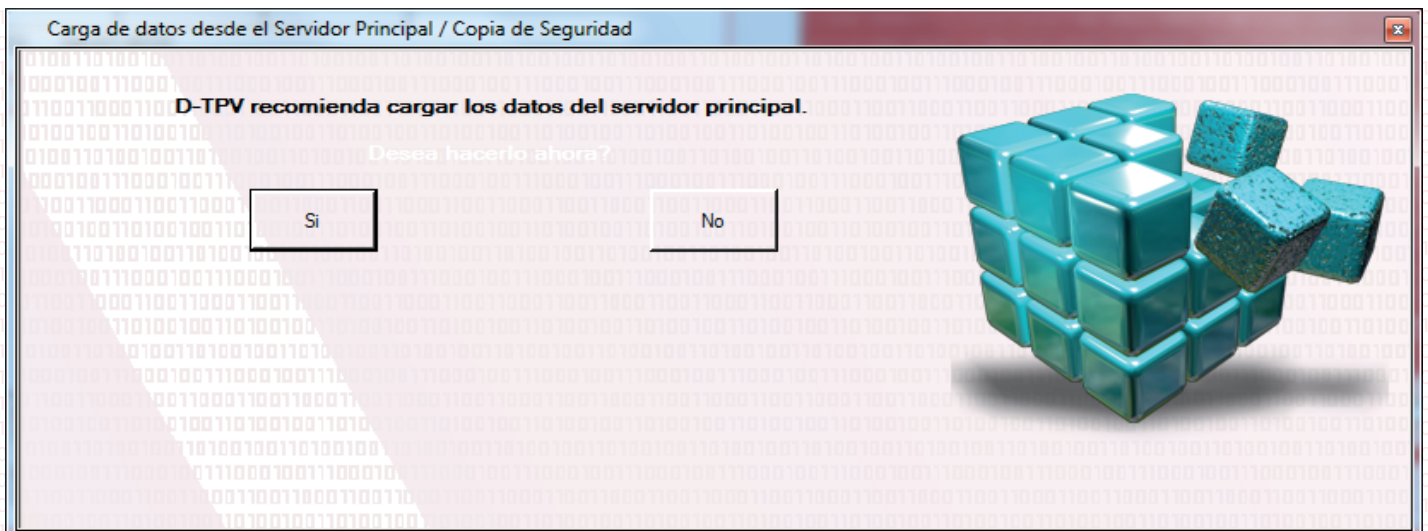 Carga de datos desde el Servidor Principal / Copia de Seguridad
D-TPV recomienda cargar los datos del servidor principal.
Desea hacerlo ahora?
Si
No